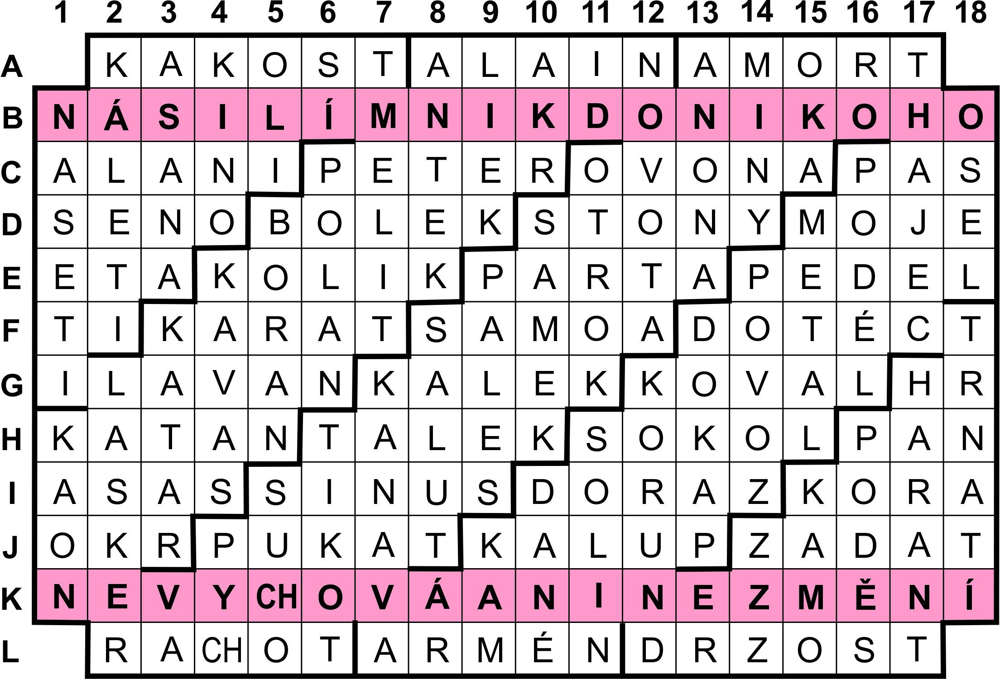 1 2 3 4 5 6 7 8 9 10 11 12 13 14 15 16 17 18
A K A K O S T A L A I N A M O R T
B N Á S I L Í M N I K D O N I K O H O
C A L A N I P E T E R O V O N A P A S
D S E N O B O L E K S T O N Y M O J E
E E T A K O L I K P A R T A P E D E L
F T I K A R A T S A M O A D O T É C T
G I L A V A N K A L E K K O V A L H R
H K A T A N T A L E K S O K O L P A N
I A S A S S I N U S D O R A Z K O R A
J O K R P U K A T K A L U P Z A D A T
K N E V Y CH O V Á A N I N E Z M Ě N Í
L R A CH O T A R M É N D R Z O S T